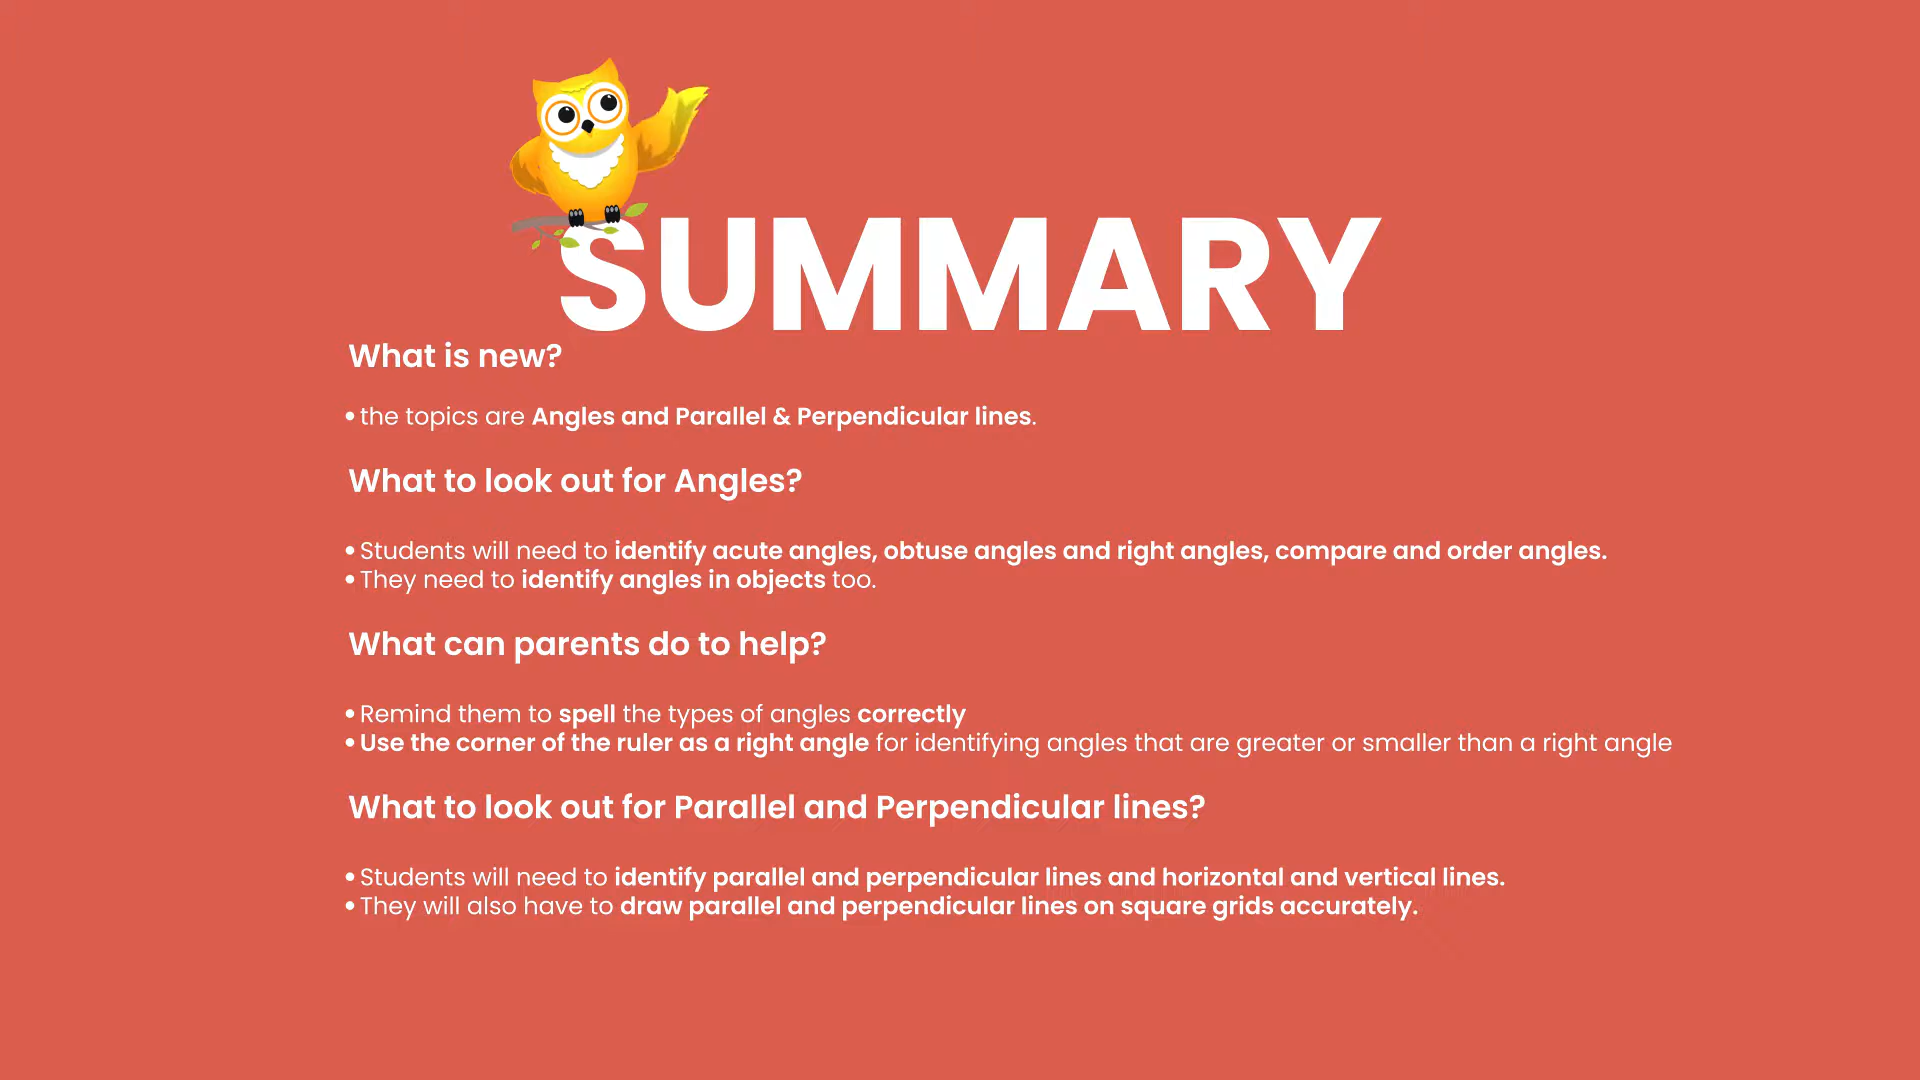 SUMMARY
What is new?
• the topics are Angles and Parallel & Perpendicular lines.
What to look out for Angles?
• Students will need to identify acute angles, obtuse angles and right angles, compare and order angles.
• They need to identify angles in objects too.
What can parents do to help?
• Remind them to spell the types of angles correctly
• Use the corner of the ruler as a right angle for identifying angles that are greater or smaller than a right angle
What to look out for Parallel and Perpendicular lines?
• Students will need to identify parallel and perpendicular lines and horizontal and vertical lines.
• They will also have to draw parallel and perpendicular lines on square grids accurately.